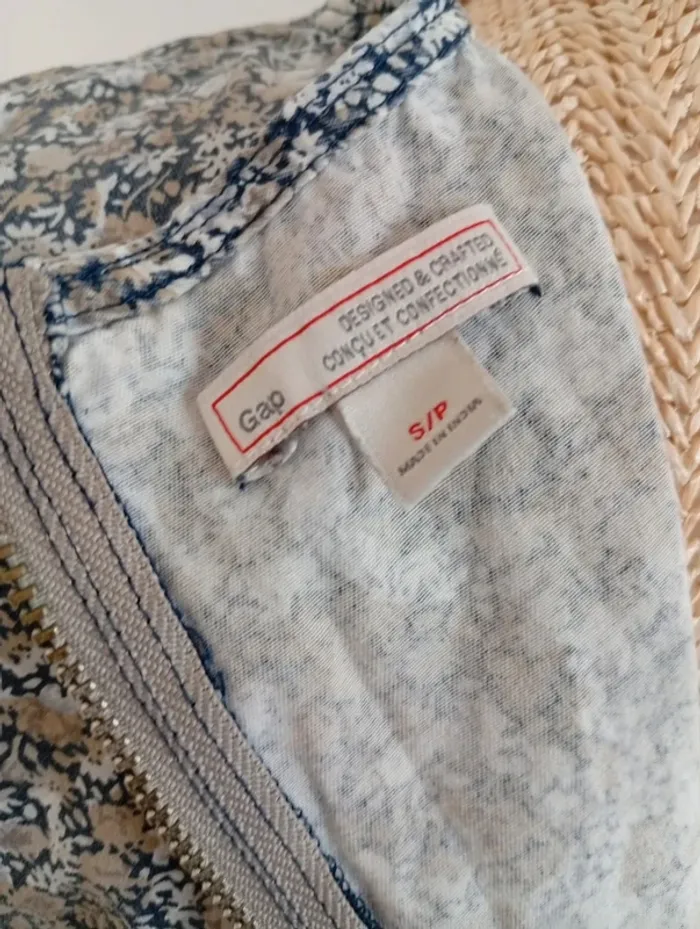 Gap
DESIGNED & CRAFTED
CONÇU ET CONFECTIONNÉ
S/P
MADE IN INDIA